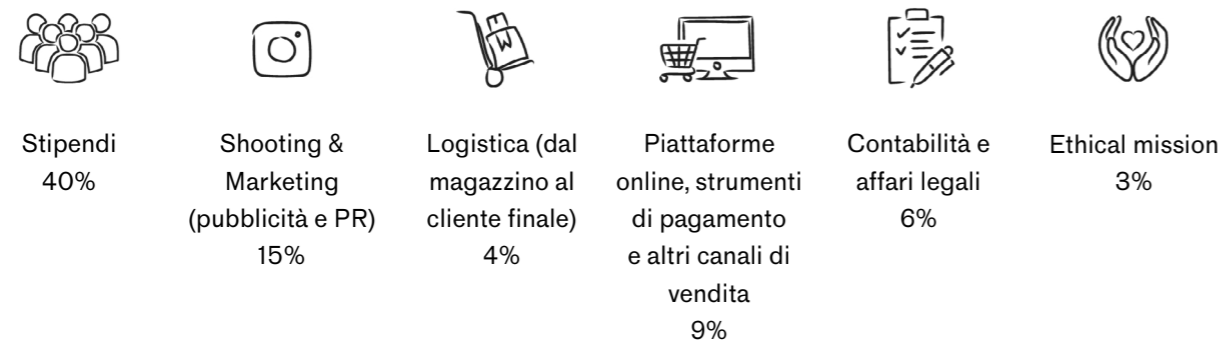 W
Stipendi
40%
Shooting &
Marketing
(pubblicità e PR)
15%
Logistica (dal
magazzino al
cliente finale)
4%
Piattaforme
online, strumenti
di pagamento
e altri canali di
vendita
9%
Contabilità e
affari legali
6%
Ethical mission
3%